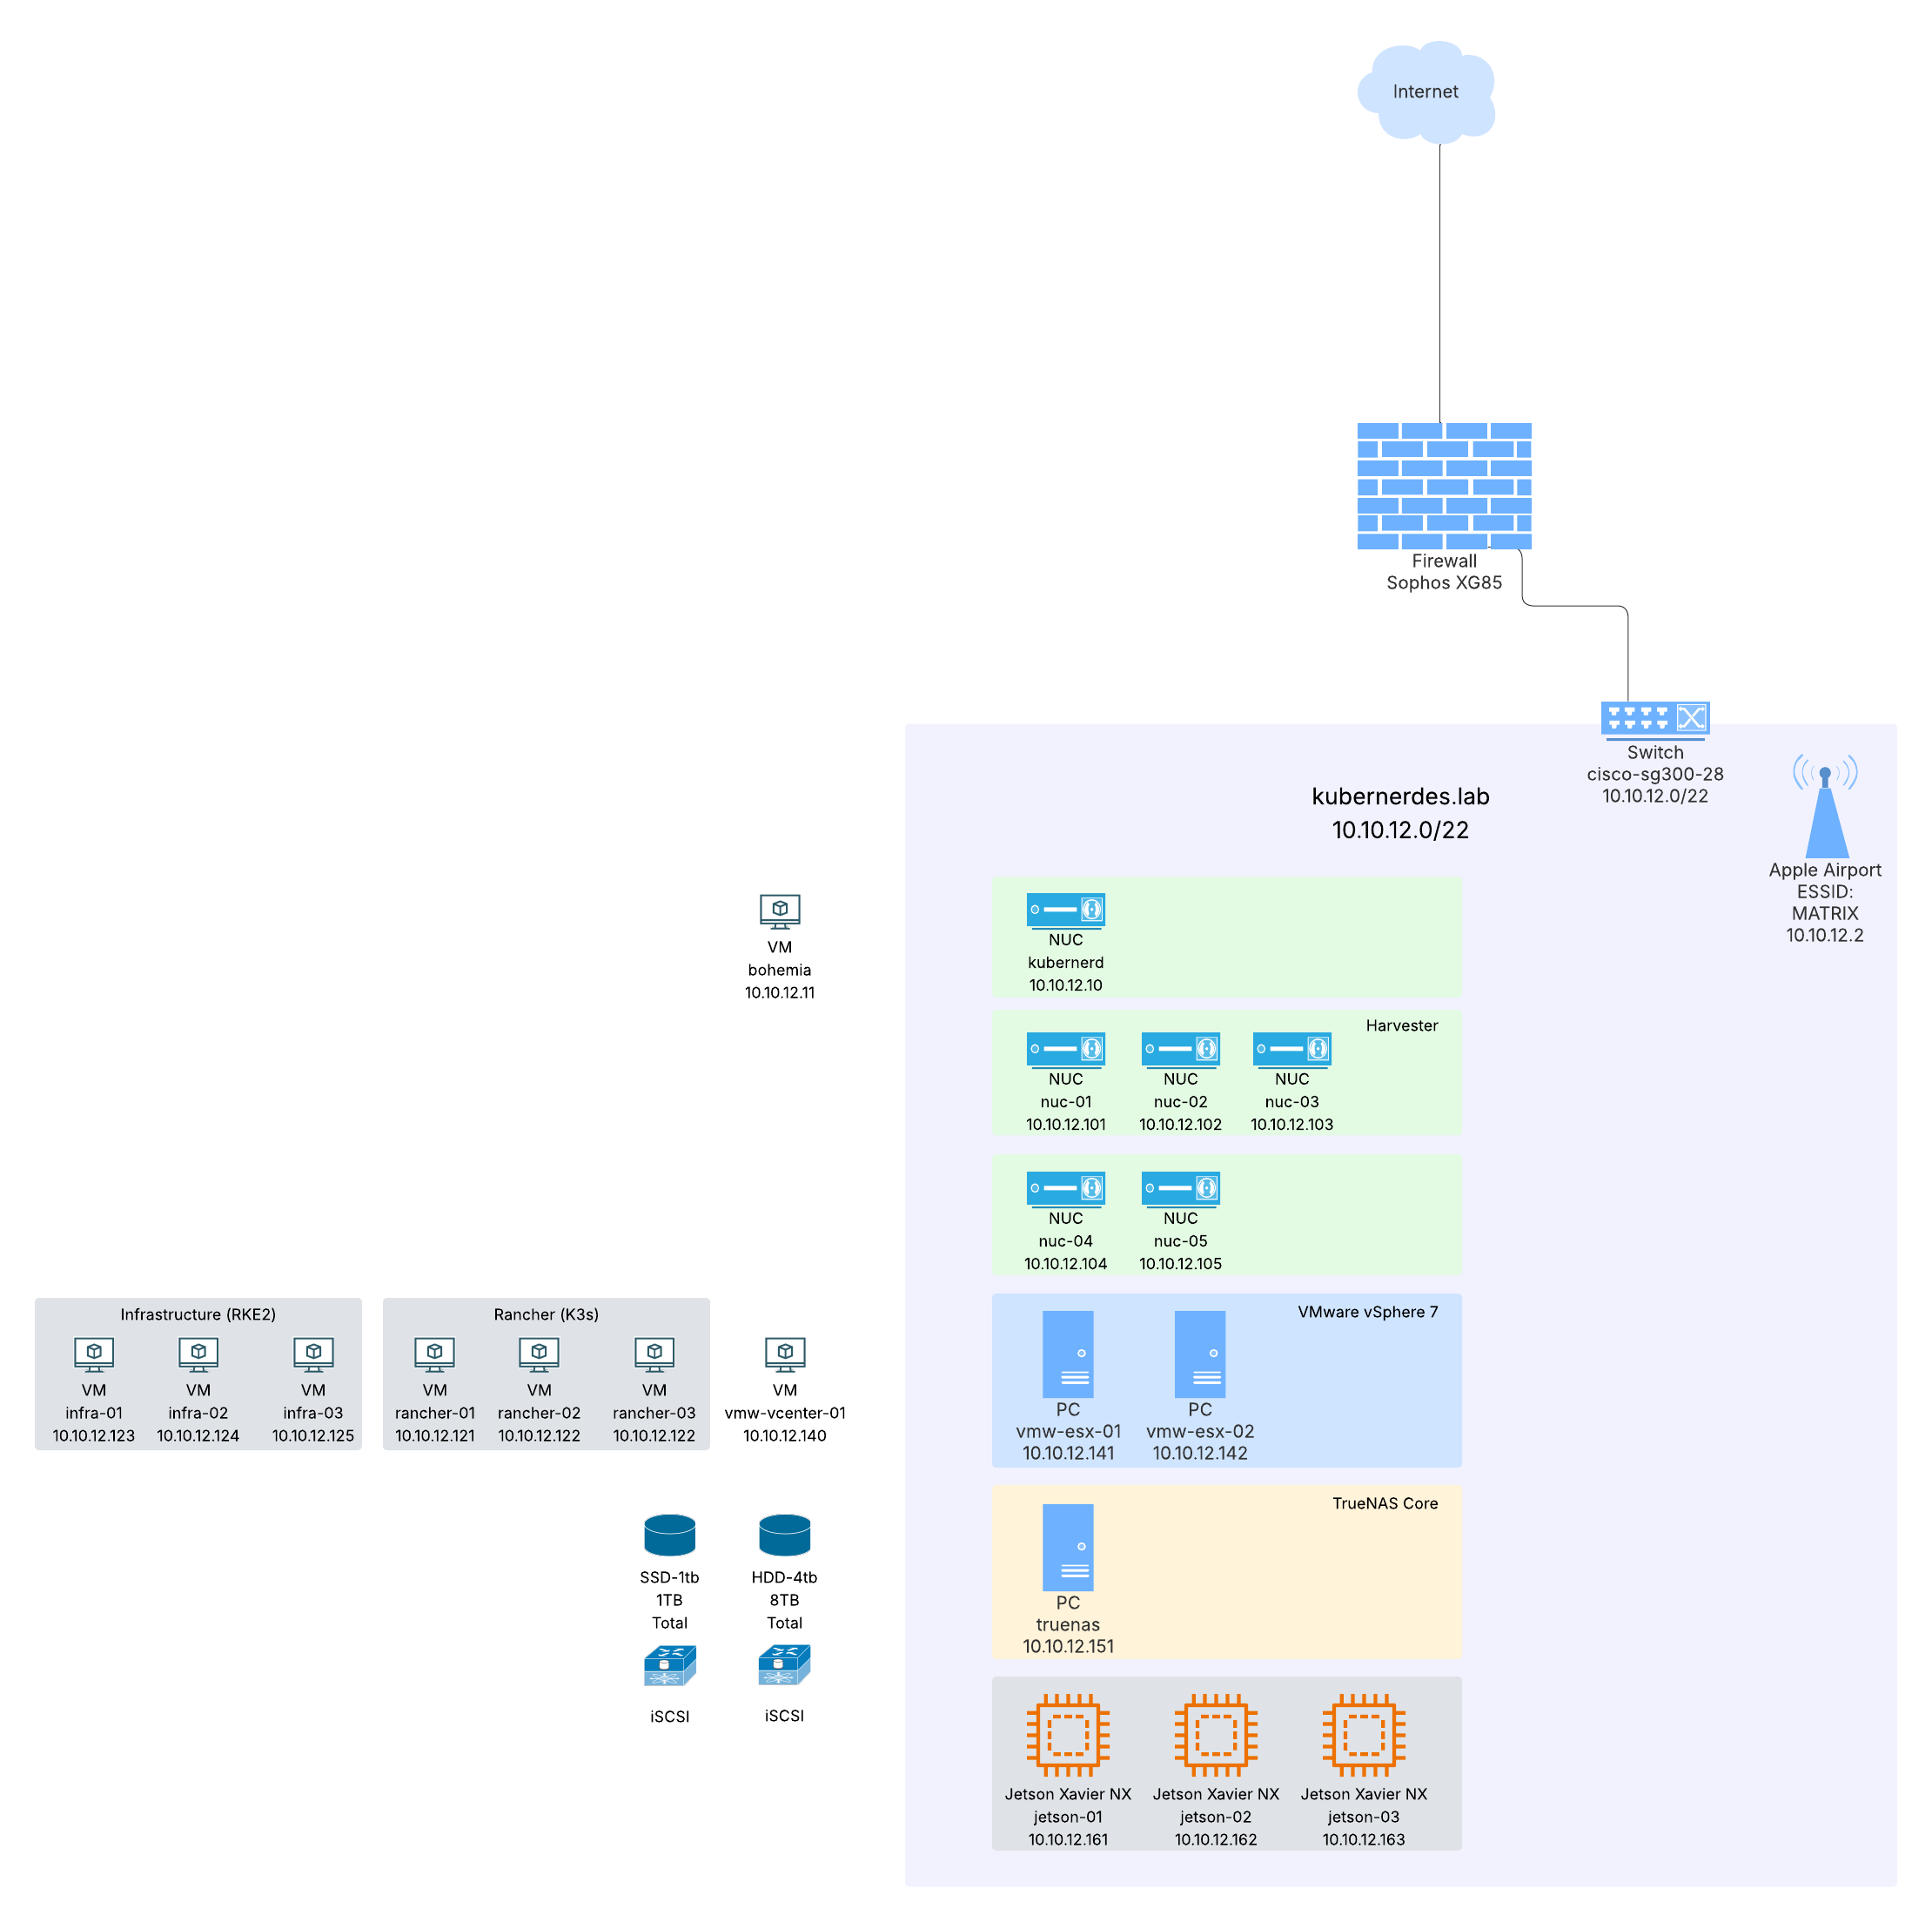 Internet
Firewall
Sophos XG85
Switch
cisco-sg300-28
10.10.12.0/22
kubernerdes.lab
10.10.12.0/22
Apple Airport
ESSID:
MATRIX
10.10.12.2
VM
bohemia
10.10.12.11
NUC
kubernerd
10.10.12.10
Harvester
NUC
nuc-01
10.10.12.101
NUC
nuc-02
10.10.12.102
NUC
nuc-03
10.10.12.103
NUC
nuc-04
10.10.12.104
NUC
nuc-05
10.10.12.105
Infrastructure (RKE2)
VM
infra-01
10.10.12.123
VM
infra-02
10.10.12.124
VM
infra-03
10.10.12.125
Rancher (K3s)
VM
rancher-01
10.10.12.121
VM
rancher-02
10.10.12.122
VM
rancher-03
10.10.12.122
VM
vmw-vcenter-01
10.10.12.140
VMware vSphere 7
PC
vmw-esx-01
10.10.12.141
PC
vmw-esx-02
10.10.12.142
SSD-1tb
1TB
Total
iSCSI
HDD-4tb
8TB
Total
iSCSI
TrueNAS Core
PC
truenas
10.10.12.151
Jetson Xavier NX
jetson-01
10.10.12.161
Jetson Xavier NX
jetson-02
10.10.12.162
Jetson Xavier NX
jetson-03
10.10.12.163